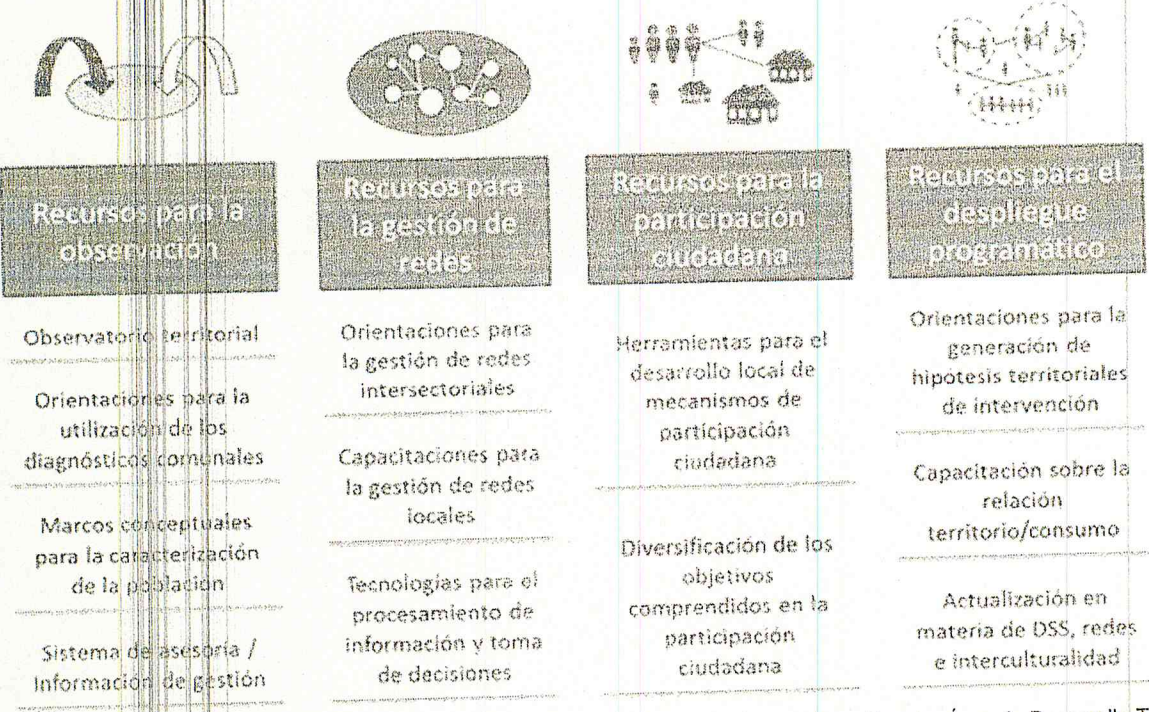 Recursos para la
observación
Observatorio territorial
Orientaciones para la
utilización de los
diagnósticos comunales
Marcos conceptuales
para la caracterización
de la población
Sistema de asesoría /
Información de gestión
Recursos para
la gestión de
redes
Orientaciones para
la gestión de redes
intersectoriales
Capacitaciones para
la gestión de redes
locales
Tecnologías para el
procesamiento de
información y toma
de decisiones
Recursos para la
participación
ciudadana
Herramientas para el
desarrollo local de
mecanismos de
participación
ciudadana
Diversificación de los
objetivos
comprendidos en la
participación
ciudadana
Recursos para el
despliegue
programático
Orientaciones para la
generación de
hipótesis territoriales
de intervención
Capacitación sobre la
relación
territorio/consumo
Actualización en
materia de DSS, redes
e interculturalidad